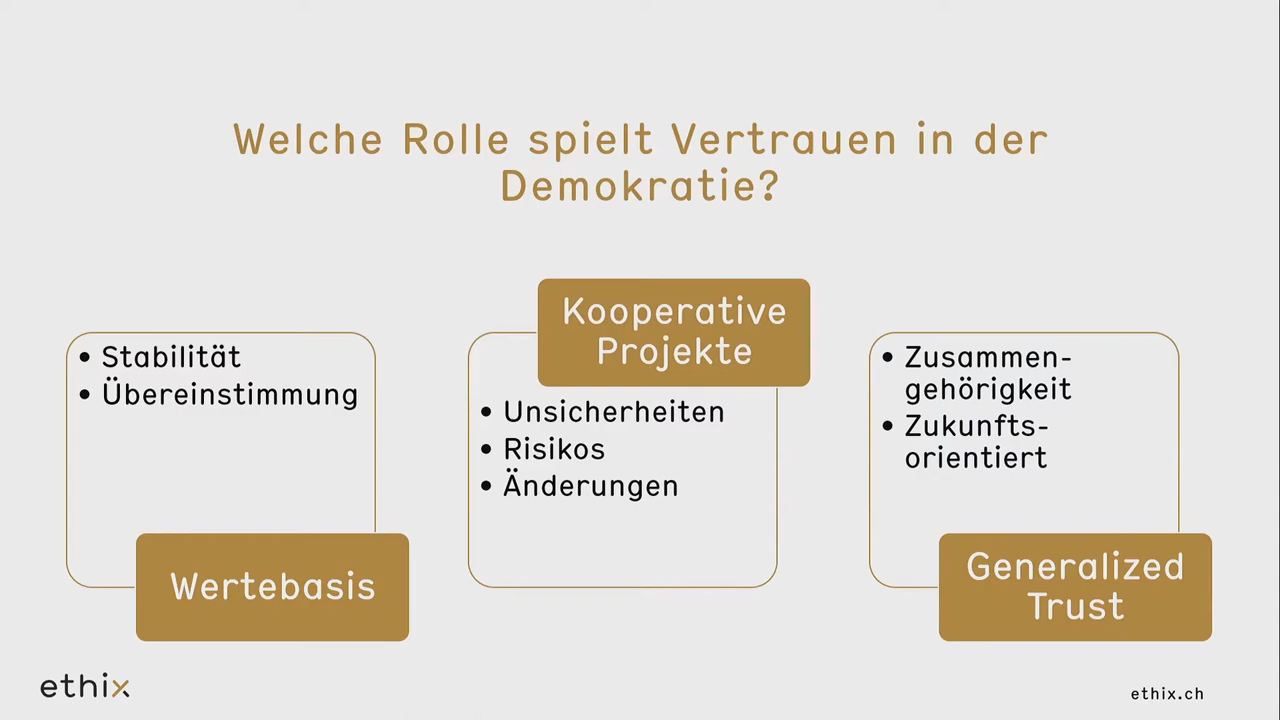 Welche Rolle spielt Vertrauen in der
Demokratie?
• Stabilität
• Übereinstimmung
Wertebasis
Kooperative
Projekte
• Unsicherheiten
• Risikos
• Änderungen
• Zusammen-
gehörigkeit
• Zukunfts-
orientiert
Generalized
Trust
ethix
ethix.ch